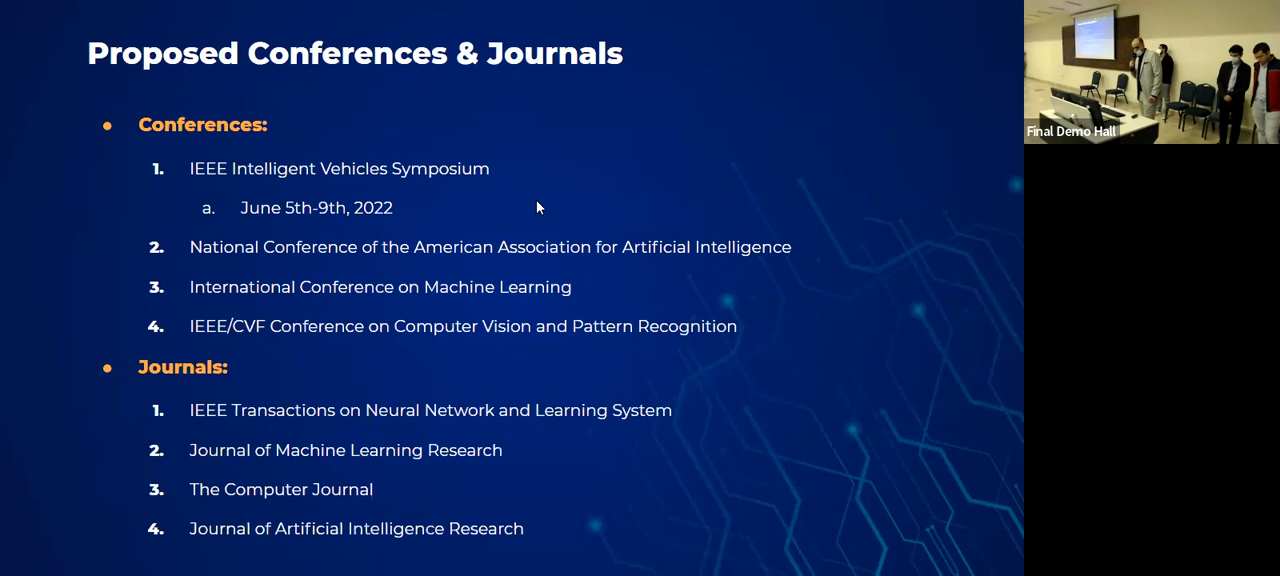 Proposed Conferences & Journals
● Conferences:
1. IEEE Intelligent Vehicles Symposium
a. June 5th-9th, 2022
2. National Conference of the American Association for Artificial Intelligence
3. International Conference on Machine Learning
4. IEEE/CVF Conference on Computer Vision and Pattern Recognition
● Journals:
1. IEEE Transactions on Neural Network and Learning System
2. Journal of Machine Learning Research
3. The Computer Journal
4. Journal of Artificial Intelligence Research
Final Demo Hall